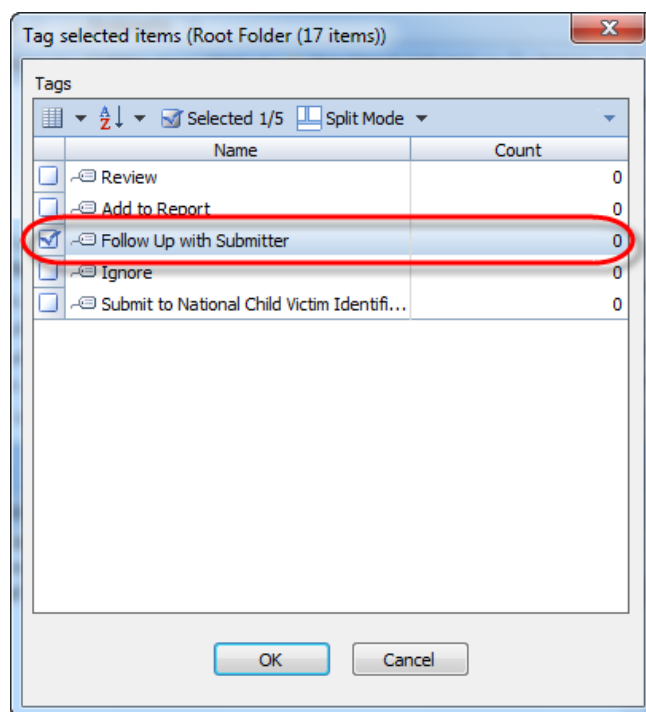 Tag selected items (Root Folder (17 items))
Tags
Selected 1/5 Split Mode
Name Count
Review 0
Add to Report 0
Follow Up with Submitter 0
Ignore 0
Submit to National Child Victim Identifi... 0
OK Cancel